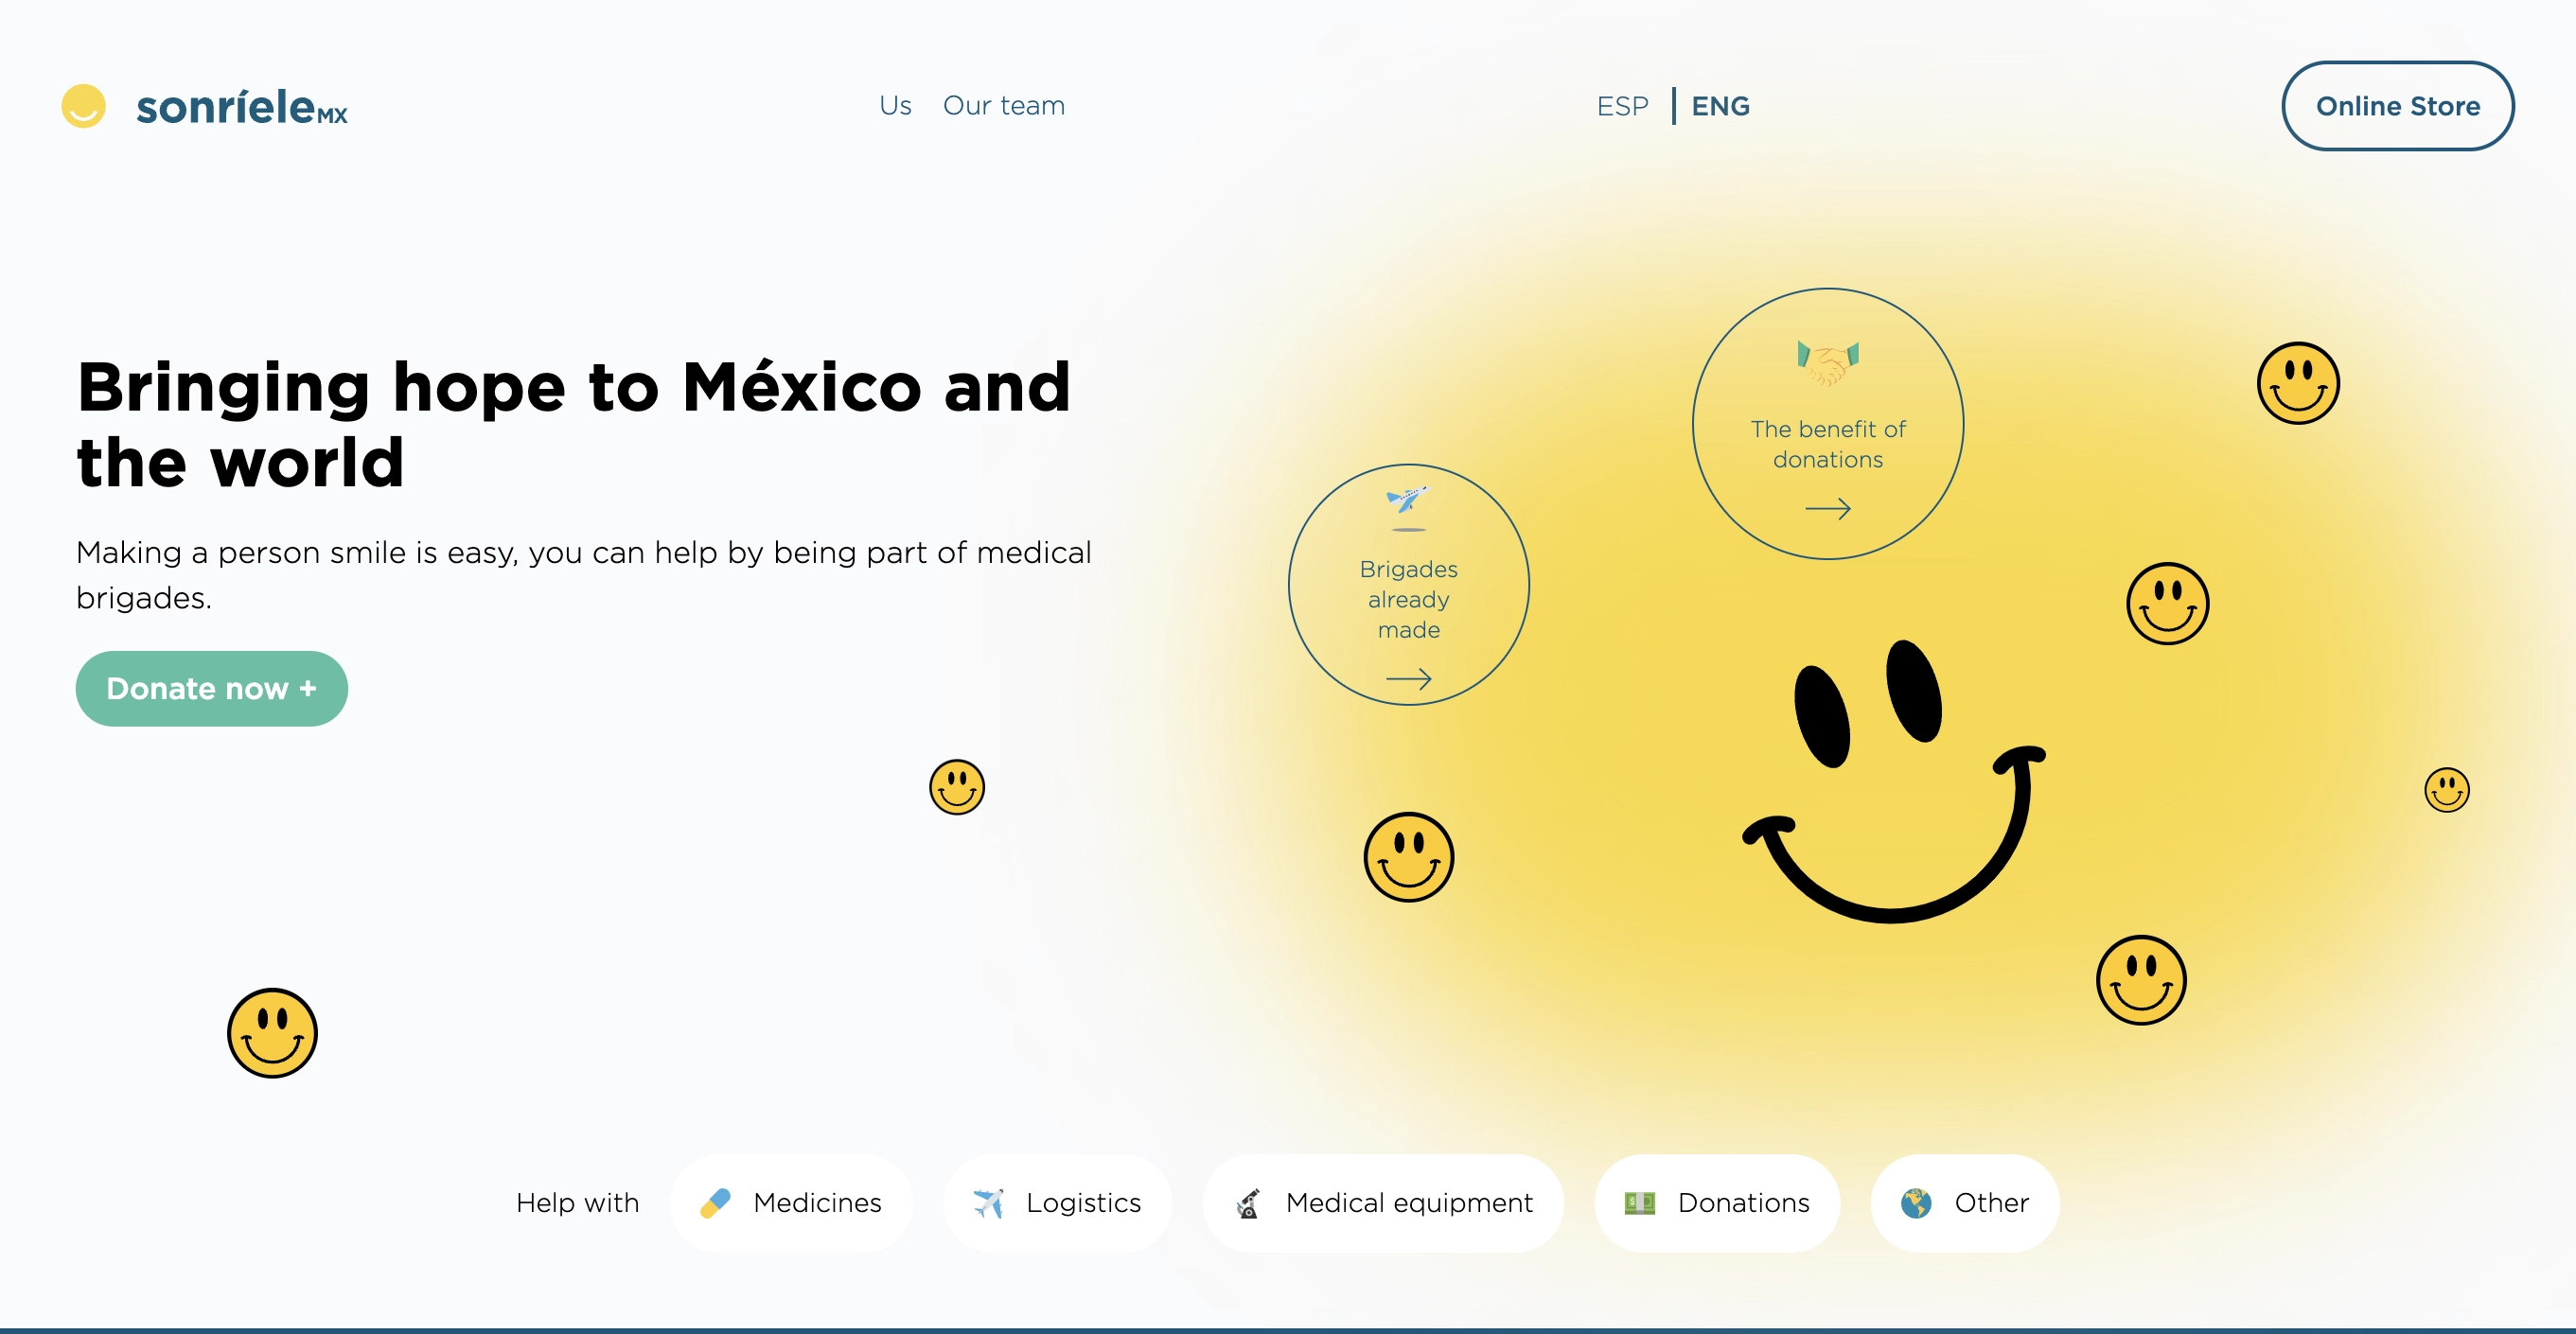 sonríele MX
Us
Our team
ESP
ENG
Online Store
Bringing hope to México and
the world
Making a person smile is easy, you can help by being part of medical
brigades.
Donate now +
The benefit of
donations
Brigades
already
made
Help with
Medicines
Logistics
Medical equipment
Donations
Other